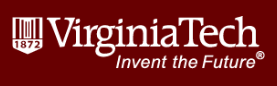 1872
VirginiaTech
Invent the Future®